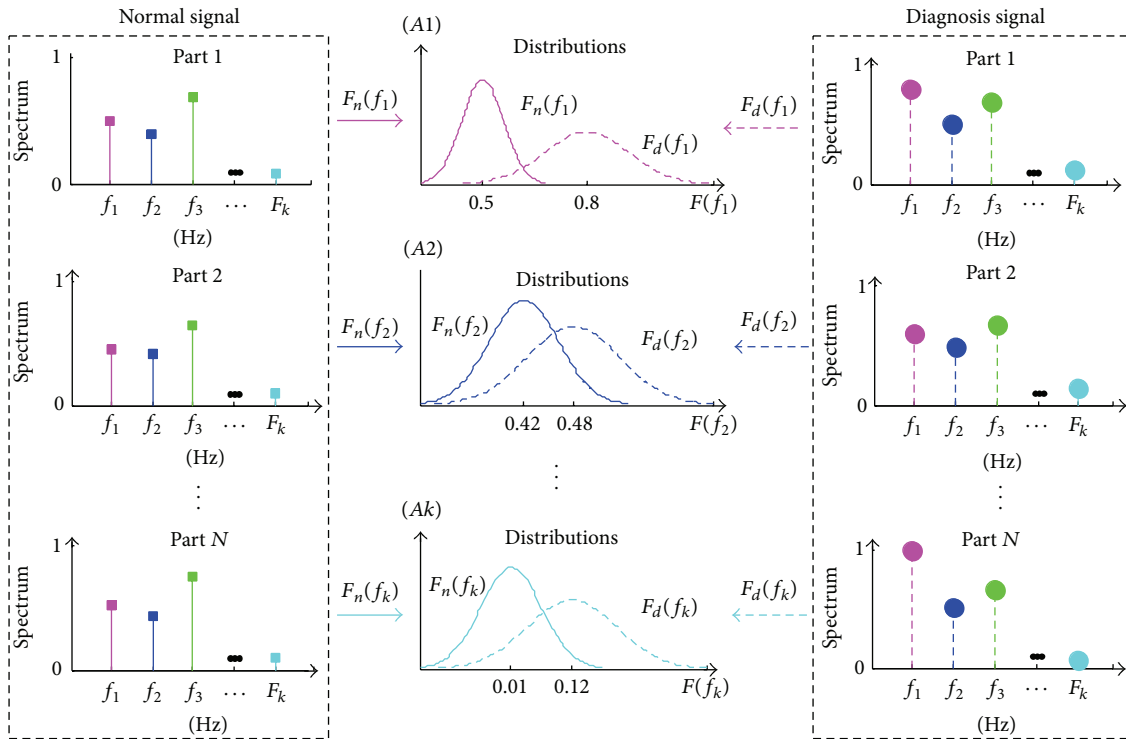 Normal signal
Part 1
1
Spectrum
0
f1 f2 f3 ··· Fk
(Hz)
Part 2
1
Spectrum
0
f1 f2 f3 ··· Fk
(Hz)
⋮
Part N
1
Spectrum
0
f1 f2 f3 ··· Fk
(Hz)
(A1)
Distributions
Fn(f1)
Fn(f1)
Fd(f1)
Fd(f1)
0.5 0.8 F(f1)
(A2)
Distributions
Fn(f2)
Fn(f2)
Fd(f2)
Fd(f2)
0.42 0.48 F(f2)
⋮
(Ak)
Distributions
Fn(fk)
Fn(fk)
Fd(fk)
Fd(fk)
0.01 0.12 F(fk)
Diagnosis signal
Part 1
1
Spectrum
0
f1 f2 f3 ··· Fk
(Hz)
Part 2
1
Spectrum
0
f1 f2 f3 ··· Fk
(Hz)
⋮
Part N
1
Spectrum
0
f1 f2 f3 ··· Fk
(Hz)